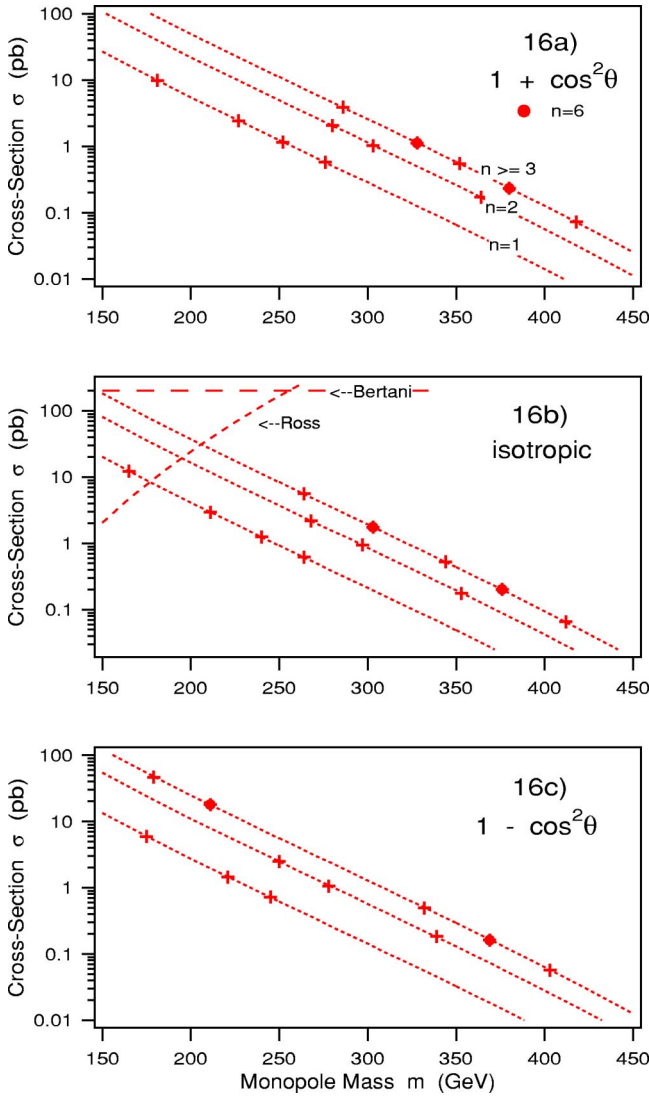 Cross-Section σ (pb)
100
10
1
0.1
0.01
16a)
1 + cos²θ
n=6
n >= 3
n=2
n=1
150 200 250 300 350 400 450
Cross-Section σ (pb)
100
10
1
0.1
<--Bertani
<--Ross
16b)
isotropic
150 200 250 300 350 400 450
Cross-Section σ (pb)
100
10
1
0.1
0.01
16c)
1 - cos²θ
150 200 250 300 350 400 450
Monopole Mass m (GeV)